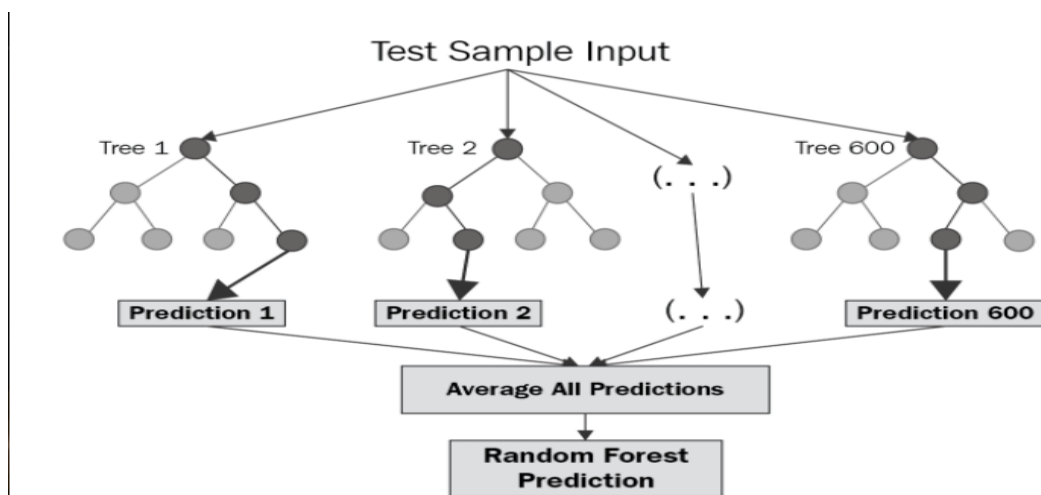 Test Sample Input
Tree 1
Tree 2
Tree 600
(. . .)
Prediction 1
Prediction 2
(. . .)
Prediction 600
Average All Predictions
Random Forest
Prediction